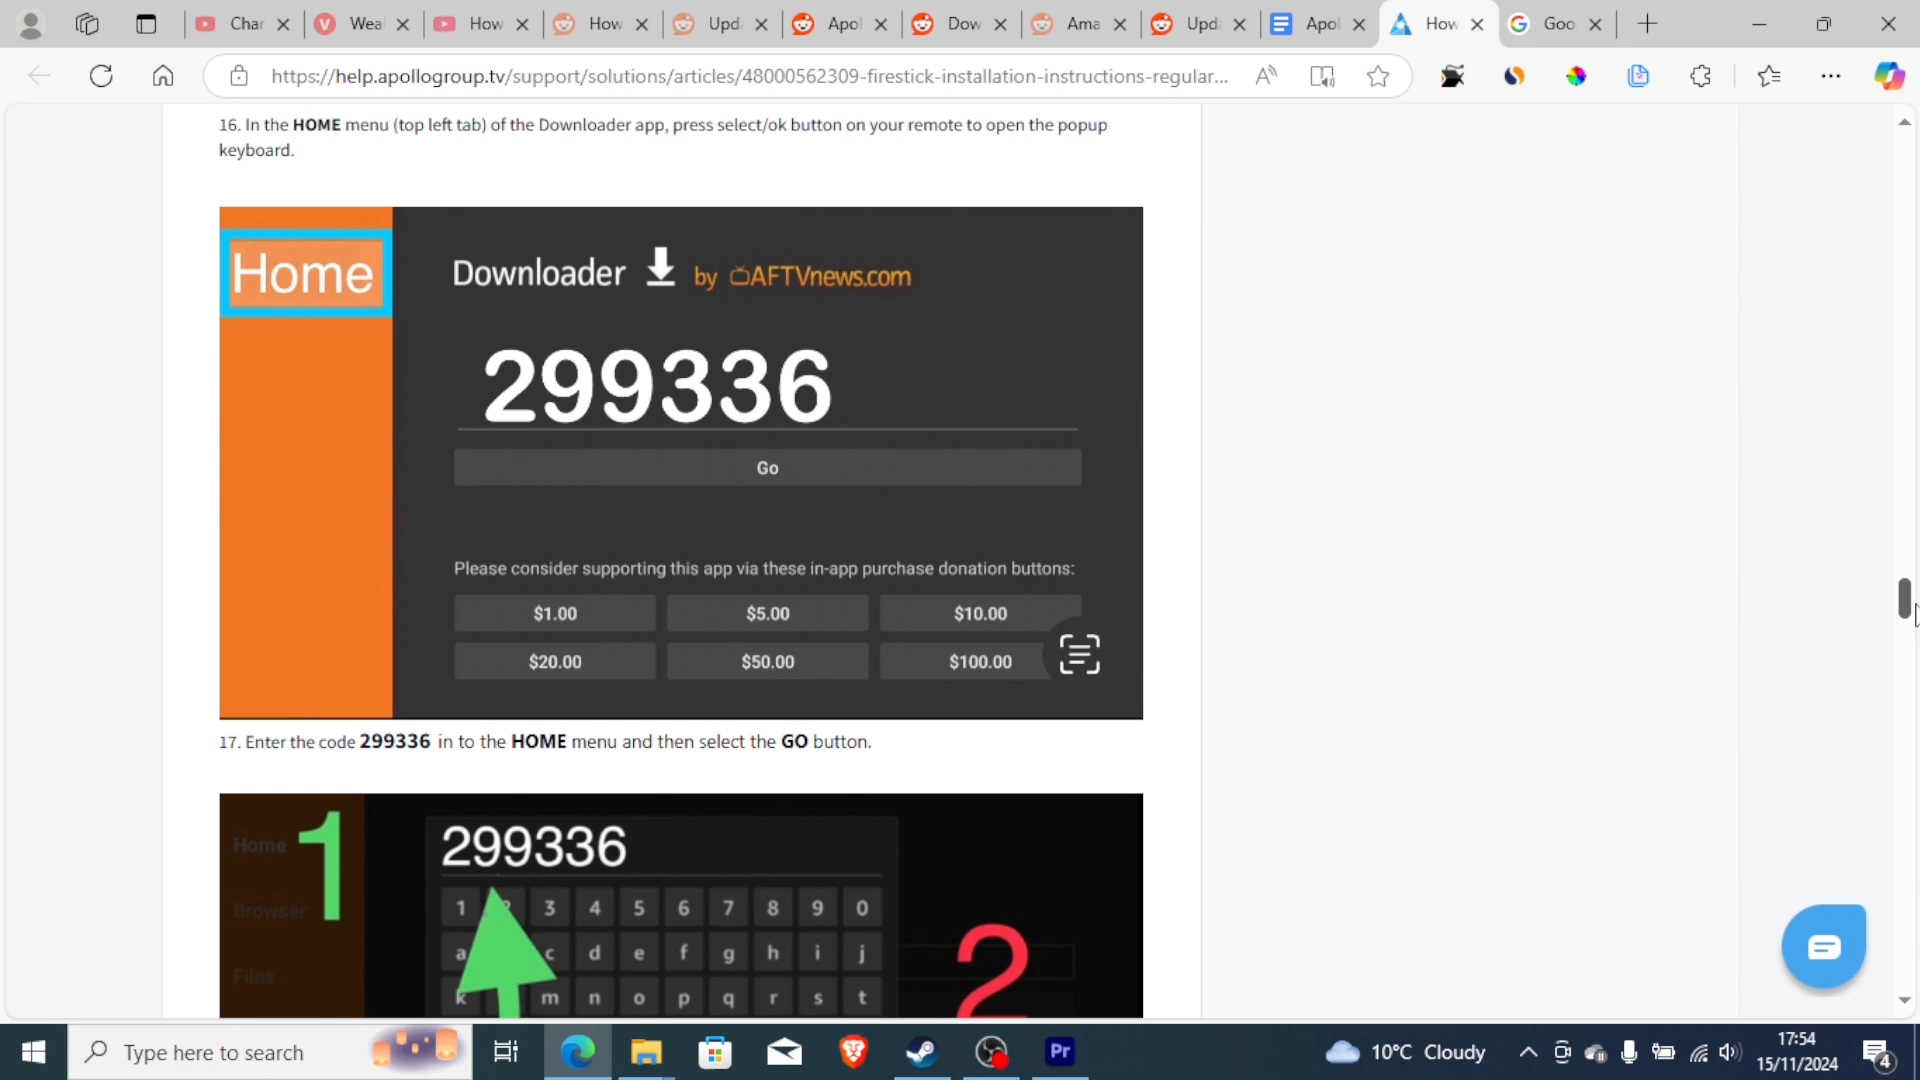 Char
Wea
How
How
Upd
Apol
Dow
Ama
Upd
Apol
How
Goo
https://help.apollogroup.tv/support/solutions/articles/48000562309-firestick-installation-instructions-regular...
16. In the HOME menu (top left tab) of the Downloader app, press select/ok button on your remote to open the popup
keyboard.
Home
Downloader by AFTVnews.com
299336
Go
Please consider supporting this app via these in-app purchase donation buttons:
$1.00 $5.00 $10.00
$20.00 $50.00 $100.00
17. Enter the code 299336 in to the HOME menu and then select the GO button.
1
299336
Home
Browser
Files
1 2 3 4 5 6 7 8 9 0
a c d e f g h i j
k m n o p q r s t
2
Type here to search
Pr
10°C Cloudy
17:54
15/11/2024
4